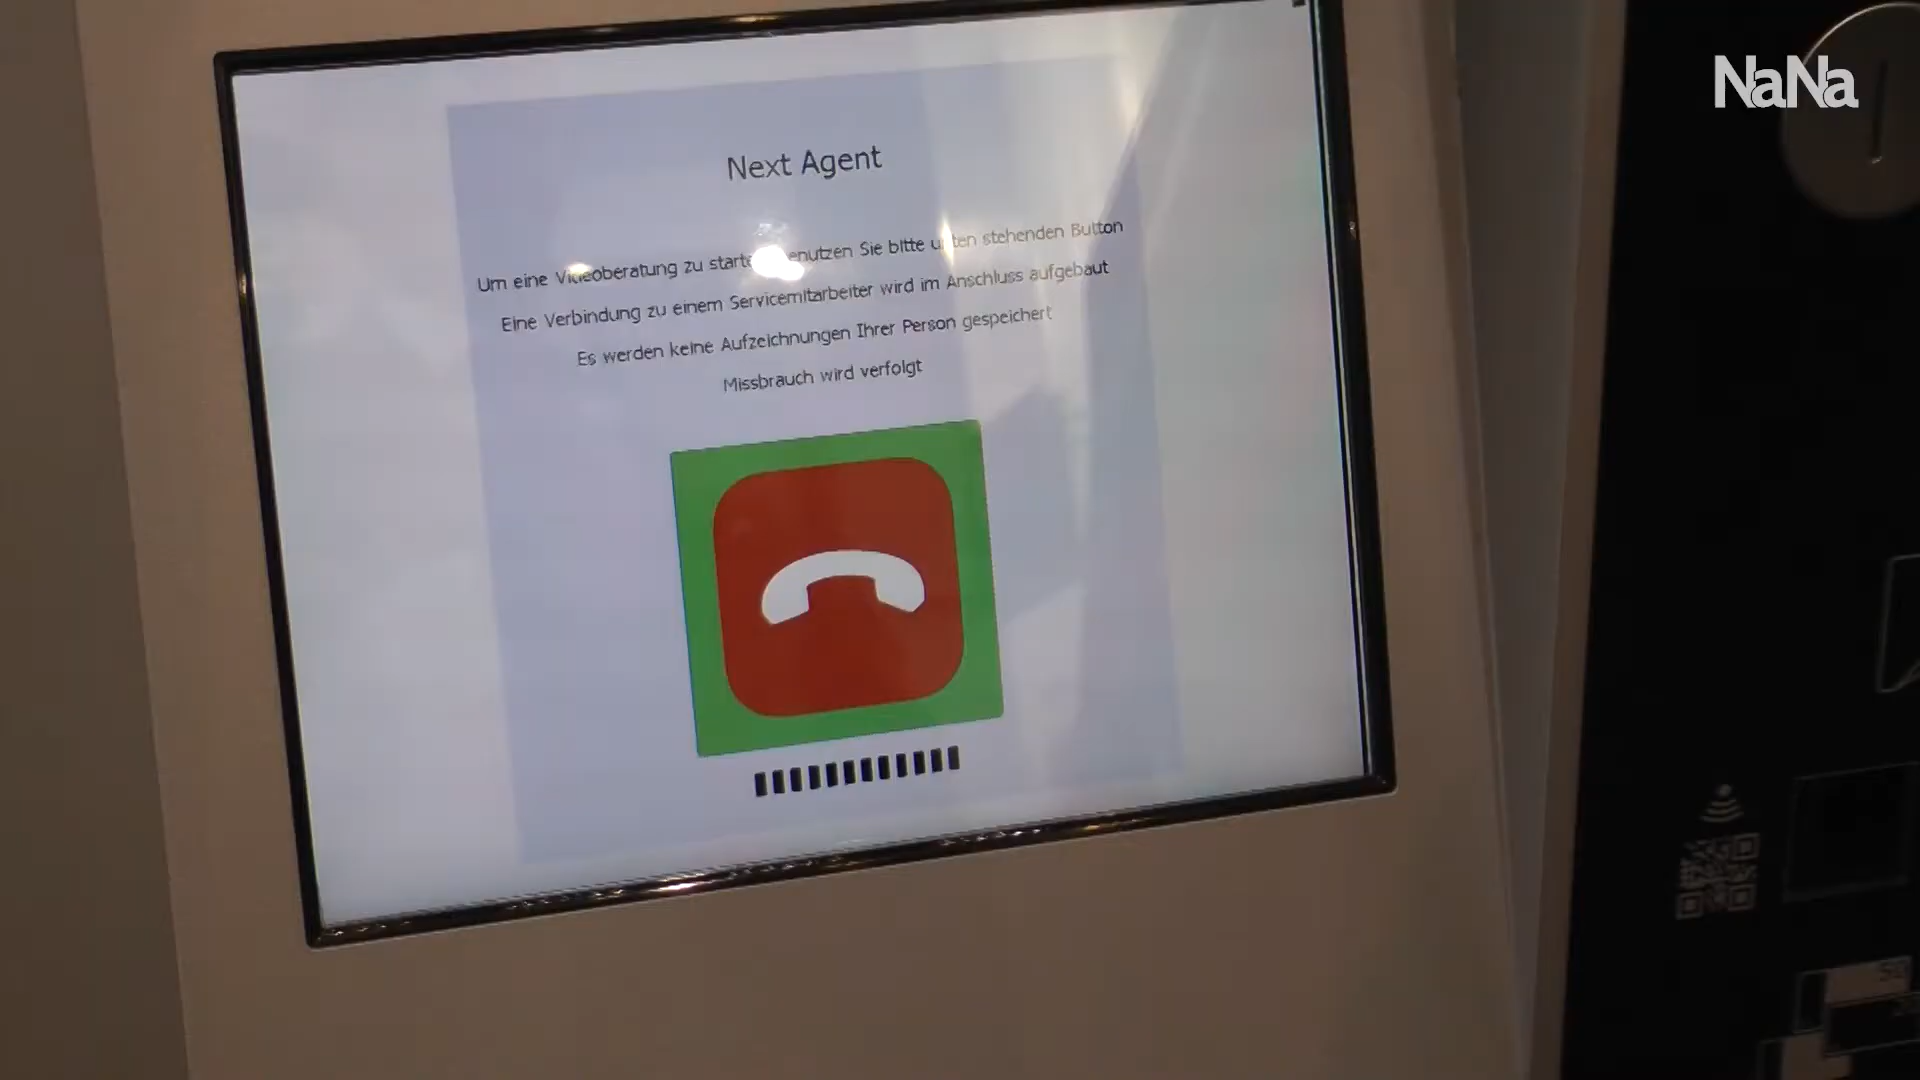 NaNa
Next Agent
Um eine Videoberatung zu starten benutzen Sie bitte unten stehenden Button
Eine Verbindung zu einem Servicemitarbeiter wird im Anschluss aufgebaut
Es werden keine Aufzeichnungen Ihrer Person gespeichert
Missbrauch wird verfolgt